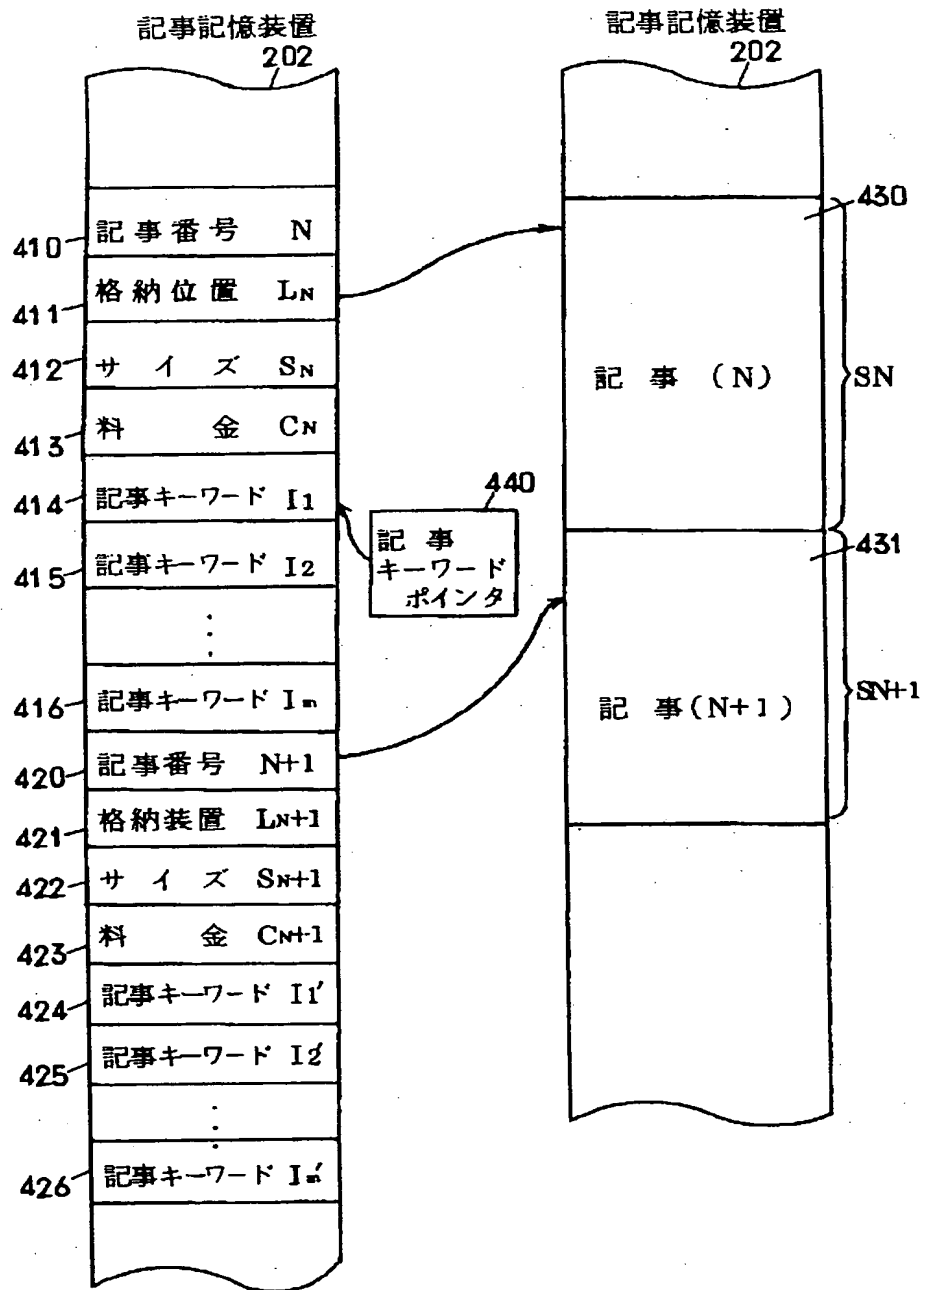 記事記憶装置
202
410 記事番号 N
411 格納位置 LN
412 サイズ SN
413 料金 CN
414 記事キーワード I1
415 記事キーワード I2
⋮
416 記事キーワード Im
420 記事番号 N+1
421 格納装置 LN+1
422 サイズ SN+1
423 料金 CN+1
424 記事キーワード I1′
425 記事キーワード I2′
⋮
426 記事キーワード Im′
440
記事
キーワード
ポインタ
記事記憶装置
202
430
記事(N)
SN
431
記事(N+1)
SN+1